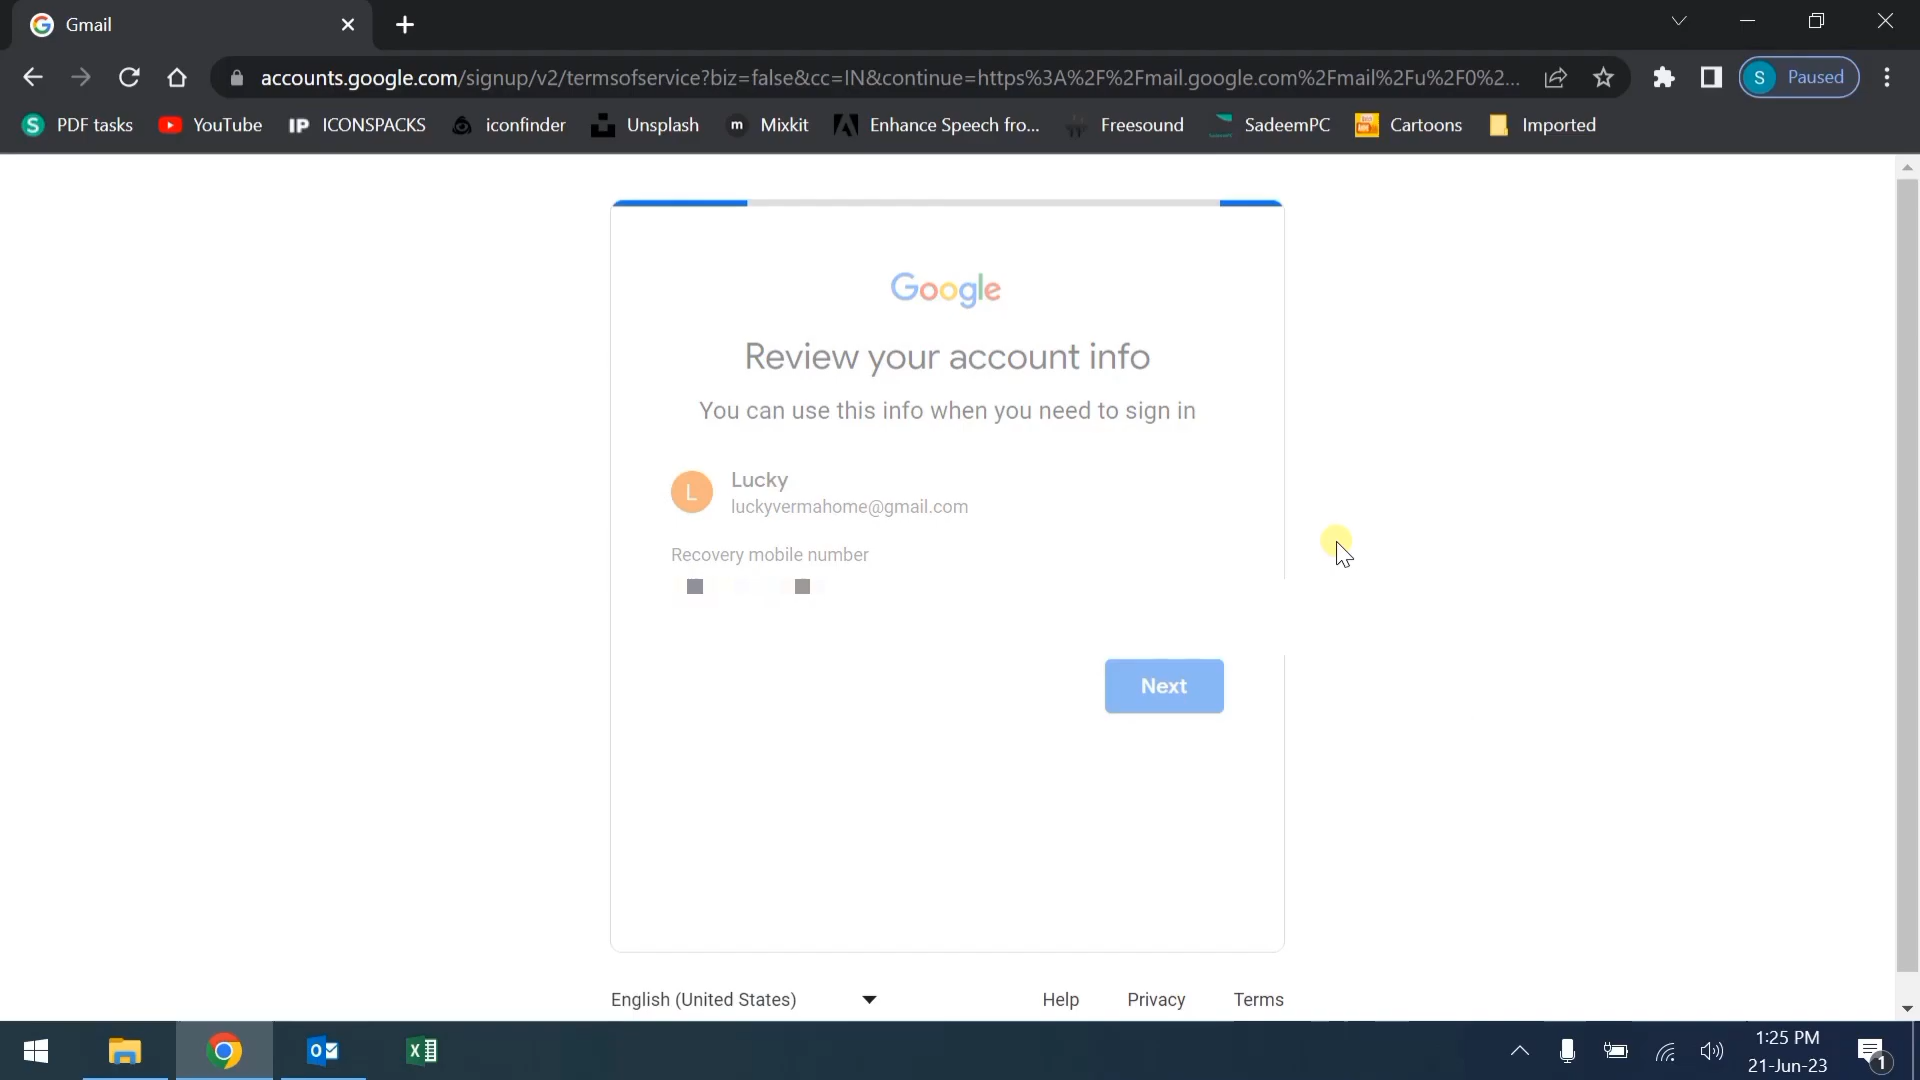 Gmail
accounts.google.com/signup/v2/termsofservice?biz=false&cc=IN&continue=https%3A%2F%2Fmail.google.com%2Fmail%2Fu%2F0%2...
S Paused
S PDF tasks YouTube IP ICONSPACKS iconfinder Unsplash m Mixkit Enhance Speech fro... Freesound SadeemPC Cartoons Imported
Google
Review your account info
You can use this info when you need to sign in
L Lucky
luckyvermahome@gmail.com
Recovery mobile number
Next
English (United States) Help Privacy Terms
1:25 PM
21-Jun-23
1